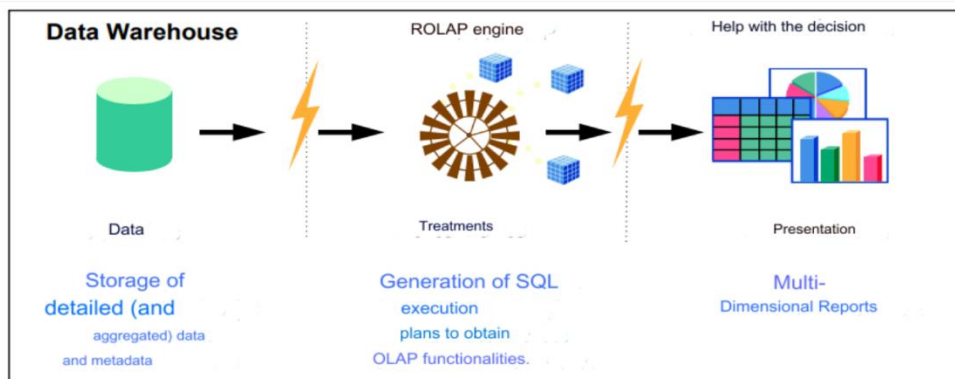 Data Warehouse
ROLAP engine
Help with the decision
Data
Treatments
Presentation
Storage of
detailed (and
aggregated) data
and metadata
Generation of SQL
execution
plans to obtain
OLAP functionalities.
Multi-
Dimensional Reports